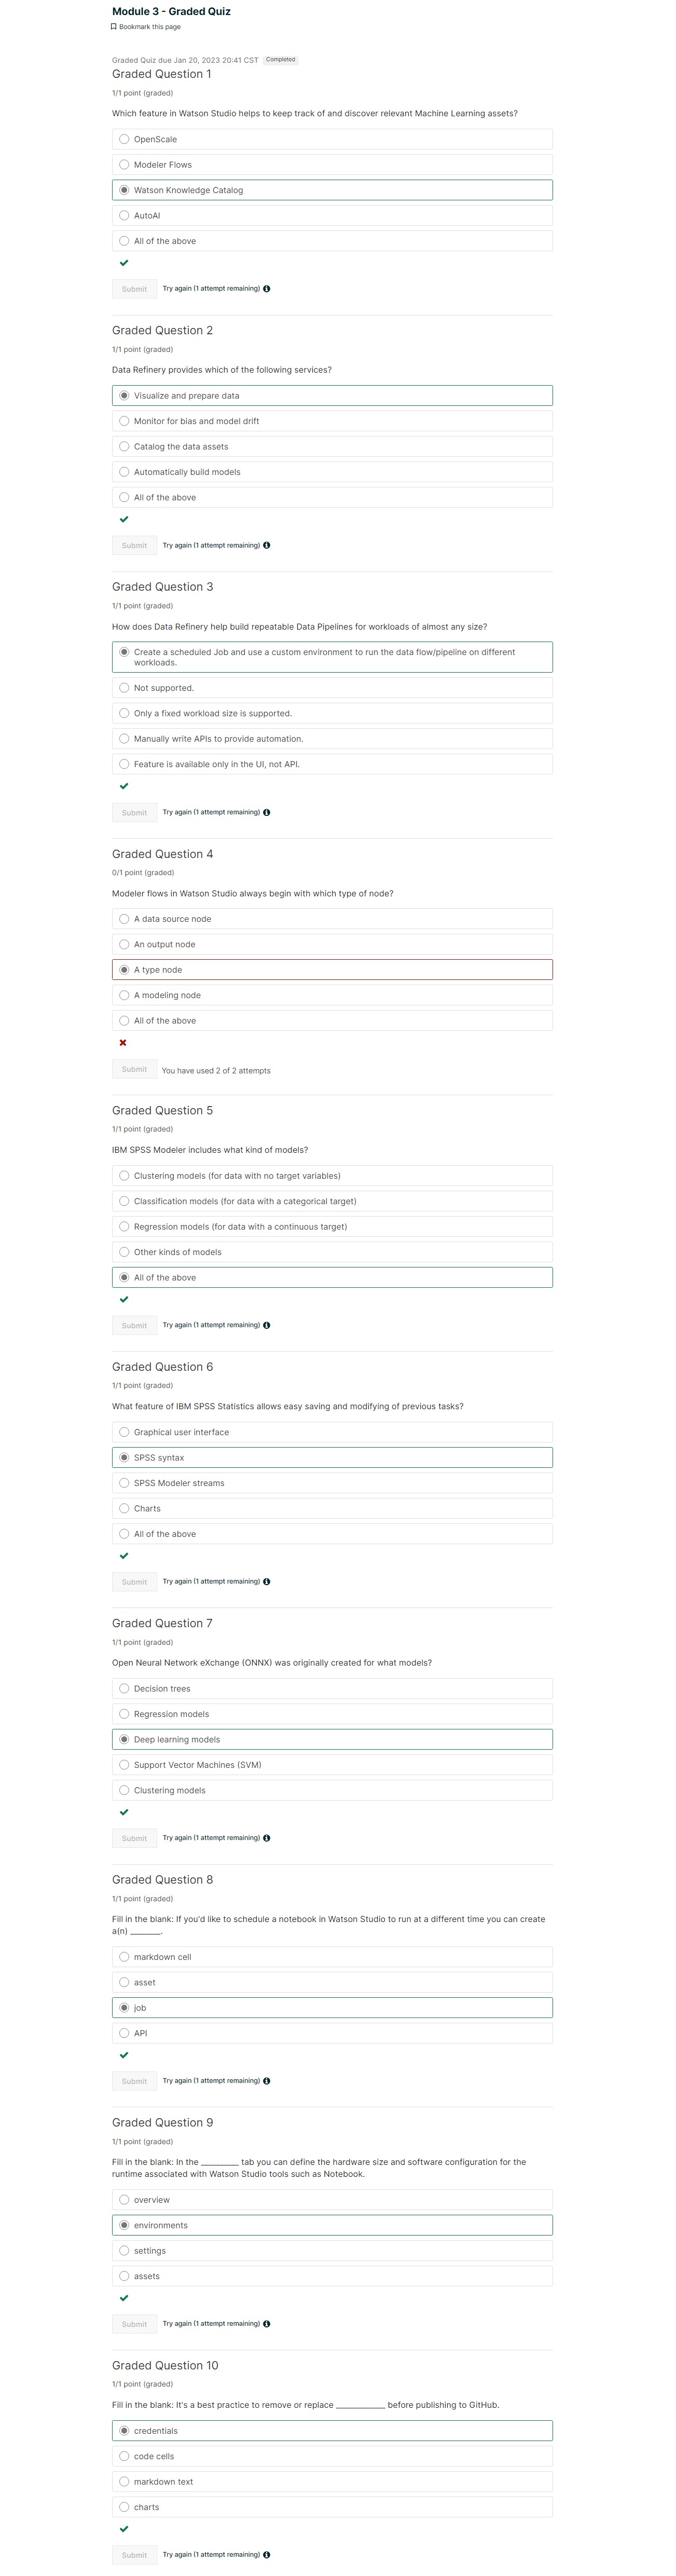 Module 3 - Graded Quiz
Bookmark this page
Graded Quiz due Jan 20, 2023 20:41 CST Completed
Graded Question 1
1/1 point (graded)
Which feature in Watson Studio helps to keep track of and discover relevant Machine Learning assets?
OpenScale
Modeler Flows
Watson Knowledge Catalog
AutoAI
All of the above
Submit Try again (1 attempt remaining)
Graded Question 2
1/1 point (graded)
Data Refinery provides which of the following services?
Visualize and prepare data
Monitor for bias and model drift
Catalog the data assets
Automatically build models
All of the above
Submit Try again (1 attempt remaining)
Graded Question 3
1/1 point (graded)
How does Data Refinery help build repeatable Data Pipelines for workloads of almost any size?
Create a scheduled Job and use a custom environment to run the data flow/pipeline on different
workloads.
Not supported.
Only a fixed workload size is supported.
Manually write APIs to provide automation.
Feature is available only in the UI, not API.
Submit Try again (1 attempt remaining)
Graded Question 4
0/1 point (graded)
Modeler flows in Watson Studio always begin with which type of node?
A data source node
An output node
A type node
A modeling node
All of the above
Submit You have used 2 of 2 attempts
Graded Question 5
1/1 point (graded)
IBM SPSS Modeler includes what kind of models?
Clustering models (for data with no target variables)
Classification models (for data with a categorical target)
Regression models (for data with a continuous target)
Other kinds of models
All of the above
Submit Try again (1 attempt remaining)
Graded Question 6
1/1 point (graded)
What feature of IBM SPSS Statistics allows easy saving and modifying of previous tasks?
Graphical user interface
SPSS syntax
SPSS Modeler streams
Charts
All of the above
Submit Try again (1 attempt remaining)
Graded Question 7
1/1 point (graded)
Open Neural Network eXchange (ONNX) was originally created for what models?
Decision trees
Regression models
Deep learning models
Support Vector Machines (SVM)
Clustering models
Submit Try again (1 attempt remaining)
Graded Question 8
1/1 point (graded)
Fill in the blank: If you'd like to schedule a notebook in Watson Studio to run at a different time you can create
a(n) _______.
markdown cell
asset
job
API
Submit Try again (1 attempt remaining)
Graded Question 9
1/1 point (graded)
Fill in the blank: In the _________ tab you can define the hardware size and software configuration for the
runtime associated with Watson Studio tools such as Notebook.
overview
environments
settings
assets
Submit Try again (1 attempt remaining)
Graded Question 10
1/1 point (graded)
Fill in the blank: It's a best practice to remove or replace ____________ before publishing to GitHub.
credentials
code cells
markdown text
charts
Submit Try again (1 attempt remaining)